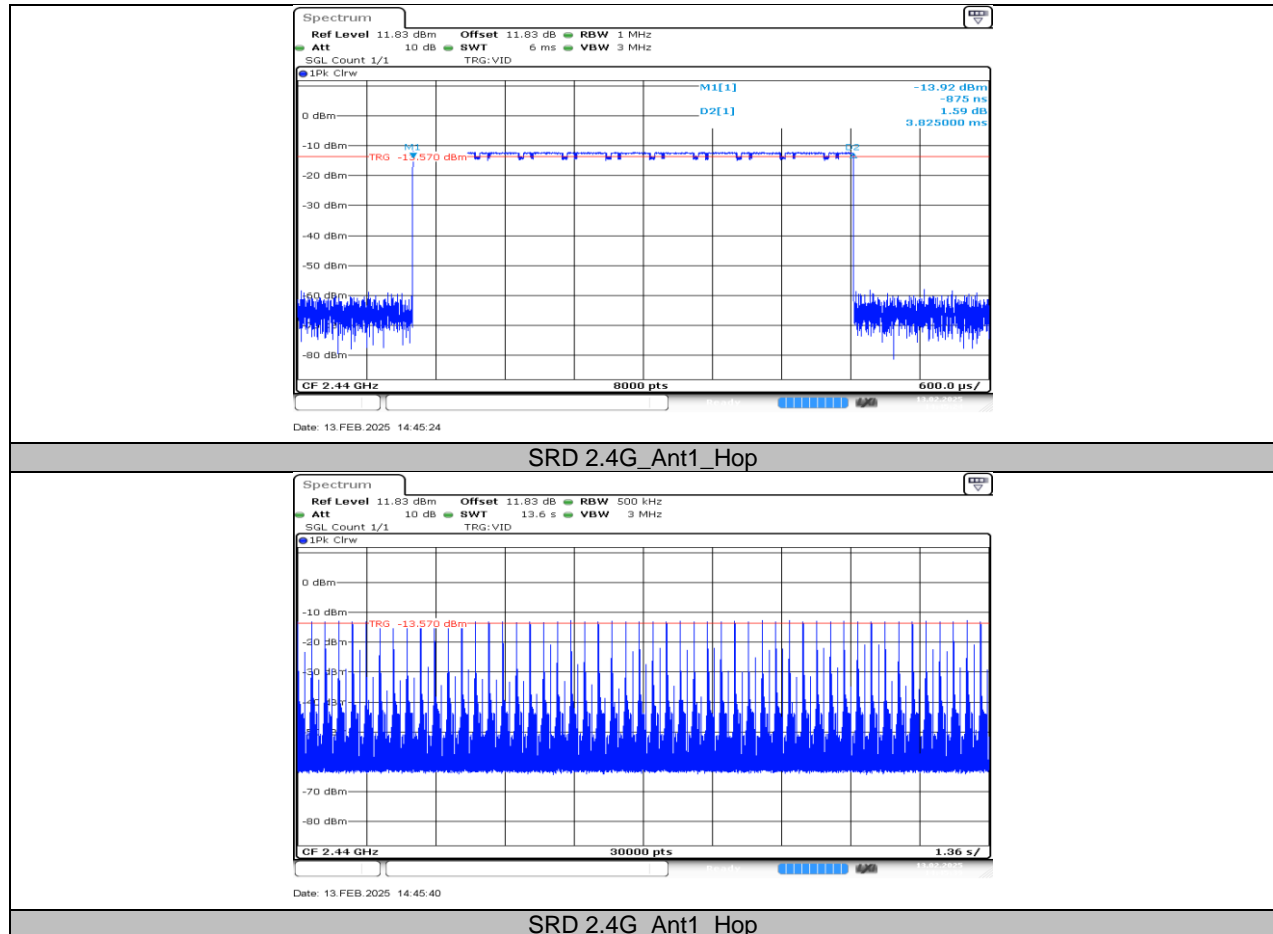 Spectrum
Ref Level 11.83 dBm Offset 11.83 dB RBW 1 MHz
Att 10 dB SWT 6 ms VBW 3 MHz
SGL Count 1/1 TRG:VID
1Pk Clrw
M1[1] -13.92 dBm
-875 ns
0 dBm D2[1] 1.59 dB
3.825000 ms
-10 dBm M1 D2
TRG -13.570 dBm
-20 dBm
-30 dBm
-40 dBm
-50 dBm
-60 dBm
-80 dBm
CF 2.44 GHz 8000 pts 600.0 µs/
Date: 13.FEB.2025 14:45:24
SRD 2.4G_Ant1_Hop
Spectrum
Ref Level 11.83 dBm Offset 11.83 dB RBW 500 kHz
Att 10 dB SWT 13.6 s VBW 3 MHz
SGL Count 1/1 TRG:VID
1Pk Clrw
0 dBm
-10 dBm
TRG -13.570 dBm
-20 dBm
-30 dBm
-70 dBm
-80 dBm
CF 2.44 GHz 30000 pts 1.36 s/
Date: 13.FEB.2025 14:45:40
SRD 2.4G_Ant1_Hop